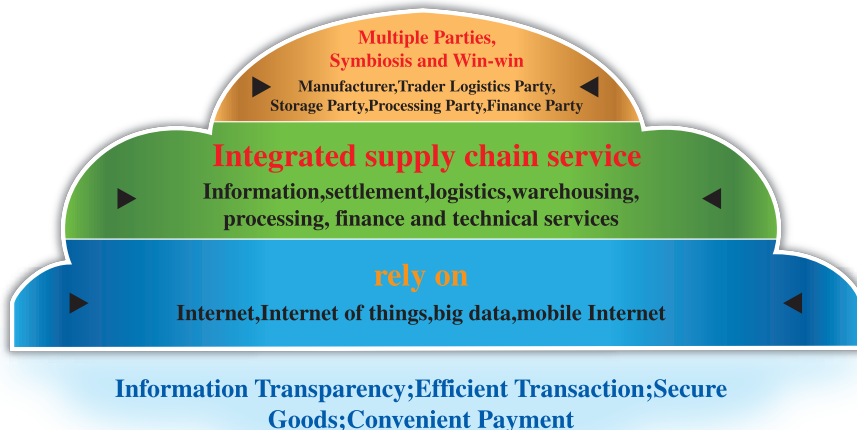 Multiple Parties,
Symbiosis and Win-win
Manufacturer,Trader Logistics Party,
Storage Party,Processing Party,Finance Party
Integrated supply chain service
Information,settlement,logistics,warehousing,
processing, finance and technical services
rely on
Internet,Internet of things,big data,mobile Internet
Information Transparency;Efficient Transaction;Secure
Goods;Convenient Payment